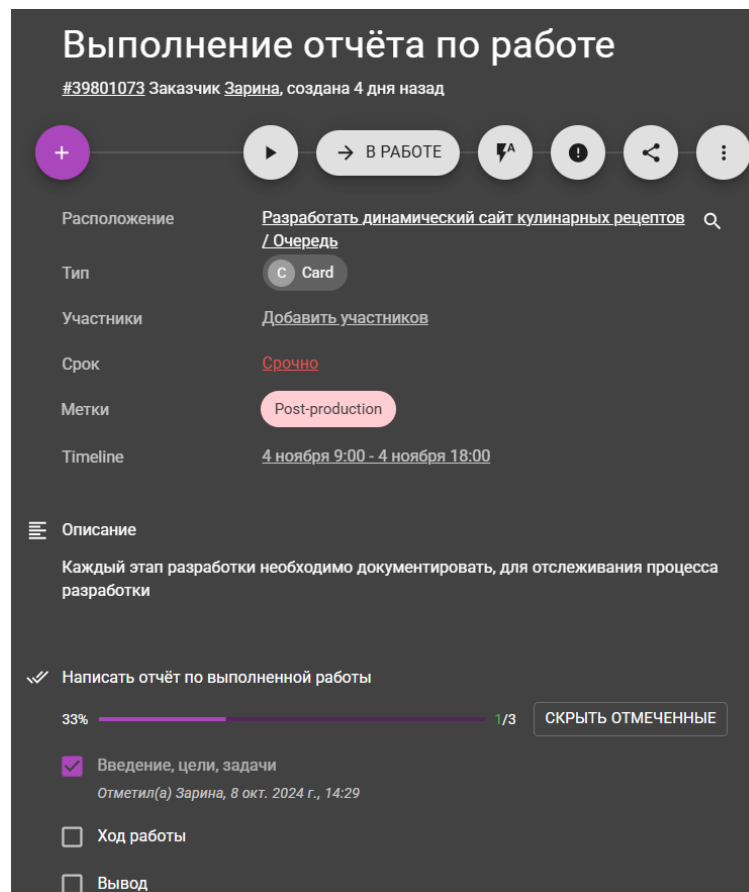 Выполнение отчёта по работе
#39801073 Заказчик Зарина, создана 4 дня назад
+
→ В РАБОТЕ
A
Расположение
Разработать динамический сайт кулинарных рецептов
/ Очередь
Тип
C Card
Участники
Добавить участников
Срок
Срочно
Метки
Post-production
Timeline
4 ноября 9:00 - 4 ноября 18:00
Описание
Каждый этап разработки необходимо документировать, для отслеживания процесса
разработки
Написать отчёт по выполненной работы
33% 1/3 СКРЫТЬ ОТМЕЧЕННЫЕ
Введение, цели, задачи
Отметил(а) Зарина, 8 окт. 2024 г., 14:29
Ход работы
Вывод